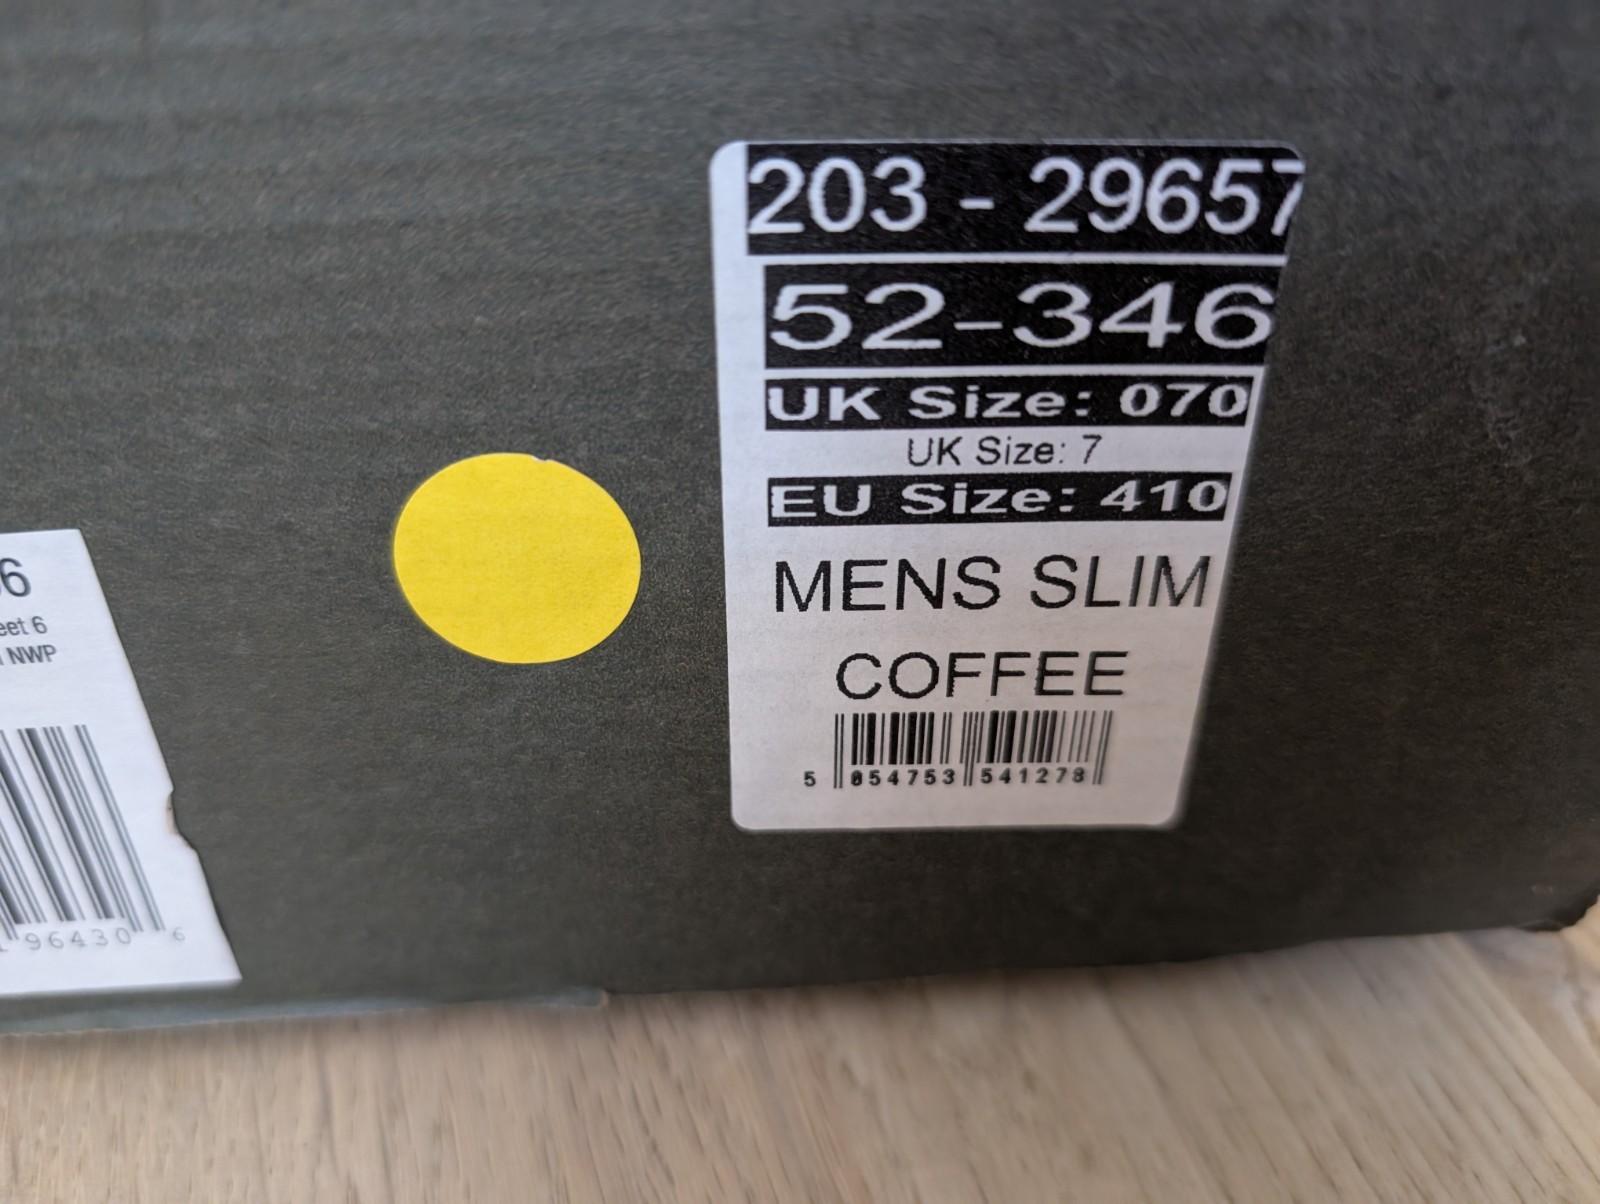 203 - 29657
52-346
UK Size: 070
UK Size: 7
EU Size: 410
MENS SLIM
COFFEE
5 054753 541278
6
eet 6
NWP
96430 6